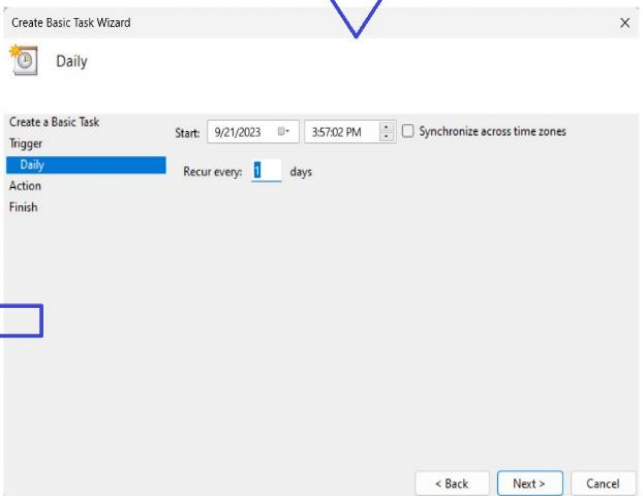 Create Basic Task Wizard
Daily
Create a Basic Task
Trigger
Daily
Action
Finish
Start: 9/21/2023 3:57:02 PM Synchronize across time zones
Recur every: 1 days
< Back Next > Cancel